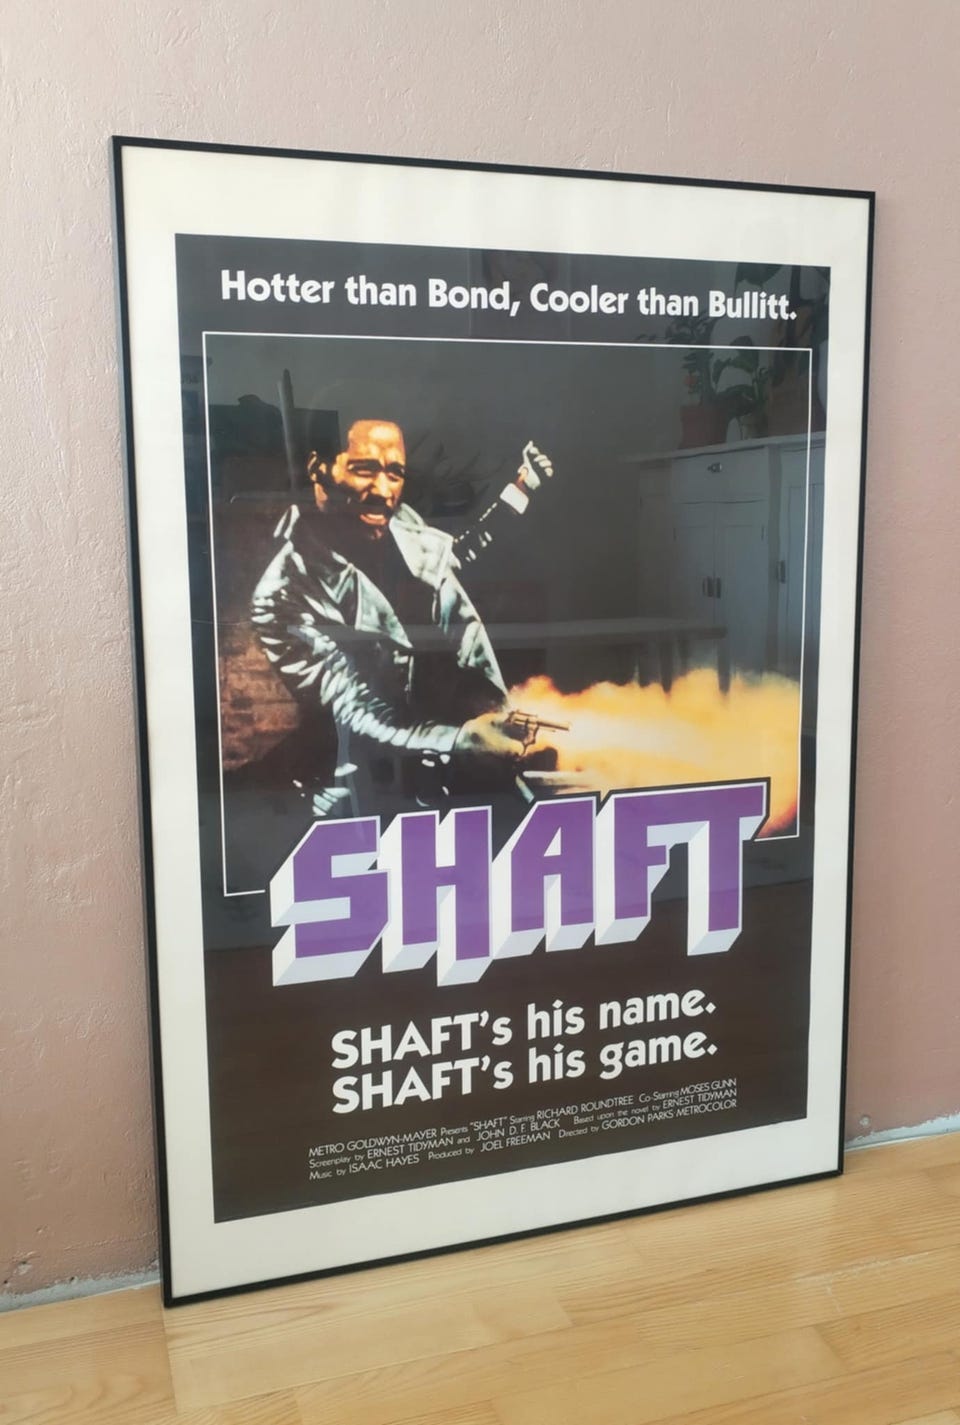 Hotter than Bond, Cooler than Bullitt.
SHAFT
SHAFT's his name.
SHAFT's his game.
METRO GOLDWYN-MAYER Presents "SHAFT" Starring RICHARD ROUNDTREE Co-Starring MOSES GUNN
Screenplay by ERNEST TIDYMAN and JOHN D. F. BLACK Based upon the novel by ERNEST TIDYMAN
Music by ISAAC HAYES Produced by JOEL FREEMAN Directed by GORDON PARKS METROCOLOR